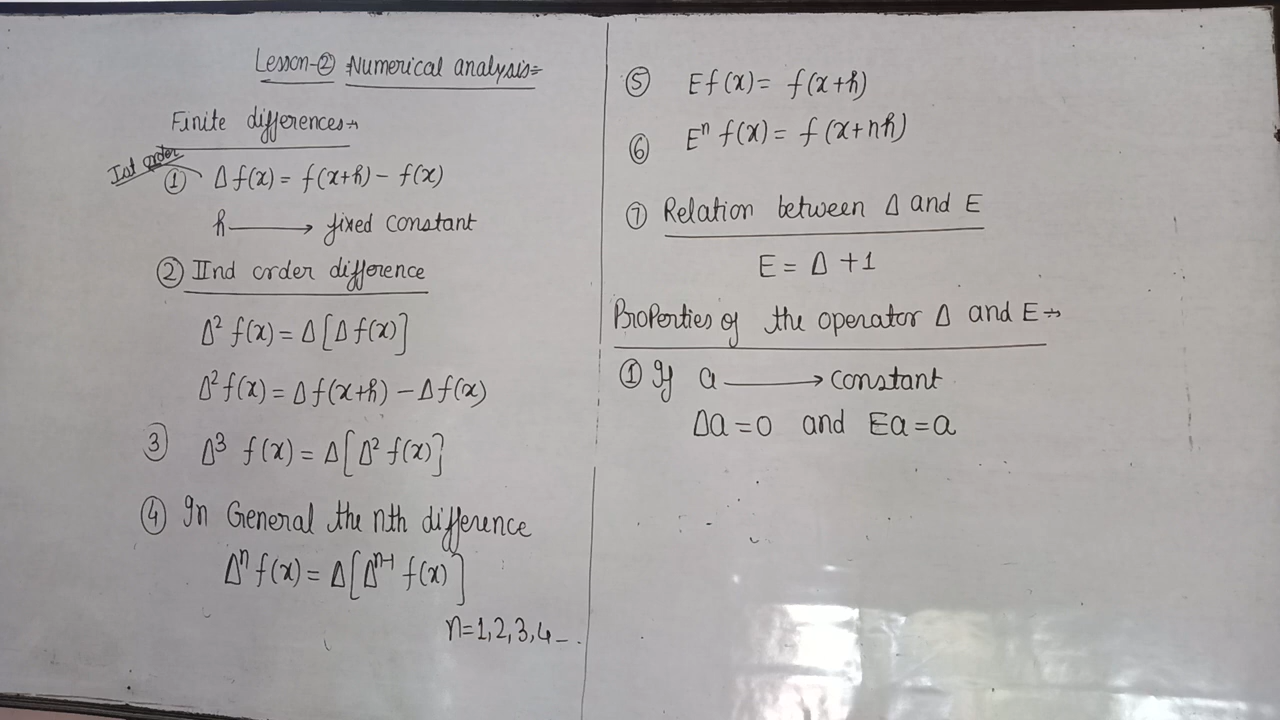 Lesson-② Numerical analysis=
Finite differences→
Ist order
① Δf(x) = f(x+h) - f(x)
h → fixed constant
② IInd order difference
Δ² f(x) = Δ[Δf(x)]
Δ² f(x) = Δf(x+h) - Δf(x)
③ Δ³ f(x) = Δ[Δ² f(x)]
④ In General the nth difference
Δⁿ f(x) = Δ[Δⁿ⁻¹ f(x)]
n=1,2,3,4-..
⑤ Ef(x) = f(x+h)
⑥ Eⁿ f(x) = f(x+nh)
⑦ Relation between Δ and E
E = Δ + 1
Properties of the operator Δ and E→
① If a → constant
Δa = 0 and Ea = a